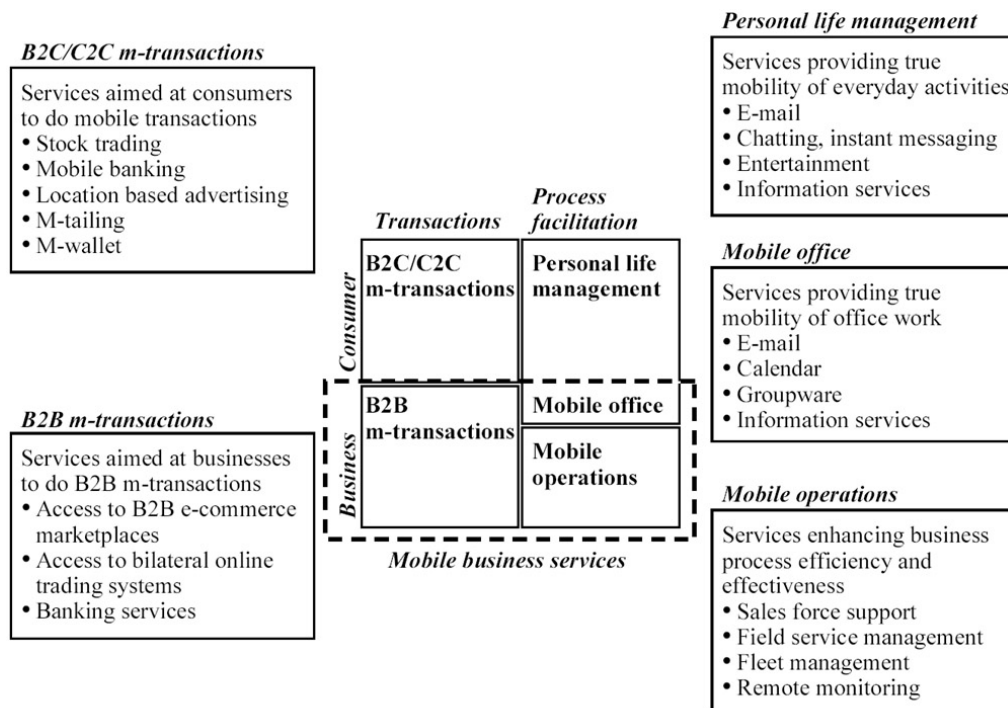 B2C/C2C m-transactions
Services aimed at consumers
to do mobile transactions
• Stock trading
• Mobile banking
• Location based advertising
• M-tailing
• M-wallet
B2B m-transactions
Services aimed at businesses
to do B2B m-transactions
• Access to B2B e-commerce
marketplaces
• Access to bilateral online
trading systems
• Banking services
Transactions
Process
facilitation
Consumer
B2C/C2C
m-transactions
Personal life
management
Business
B2B
m-transactions
Mobile office
Mobile
operations
Mobile business services
Personal life management
Services providing true
mobility of everyday activities
• E-mail
• Chatting, instant messaging
• Entertainment
• Information services
Mobile office
Services providing true
mobility of office work
• E-mail
• Calendar
• Groupware
• Information services
Mobile operations
Services enhancing business
process efficiency and
effectiveness
• Sales force support
• Field service management
• Fleet management
• Remote monitoring